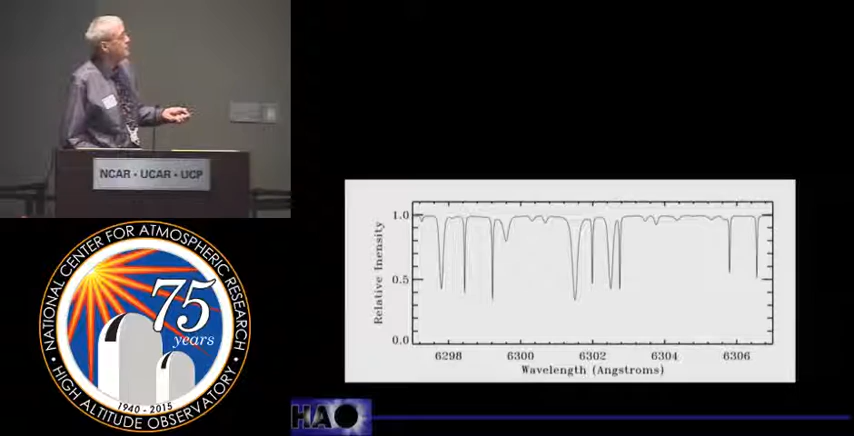 NCAR • UCAR • UCP
NATIONAL CENTER FOR ATMOSPHERIC RESEARCH
75
years
1940 - 2015
• HIGH ALTITUDE OBSERVATORY •
Relative Inensity
1.0
0.5
0.0
6298 6300 6302 6304 6306
Wavelength (Angstroms)
HAO